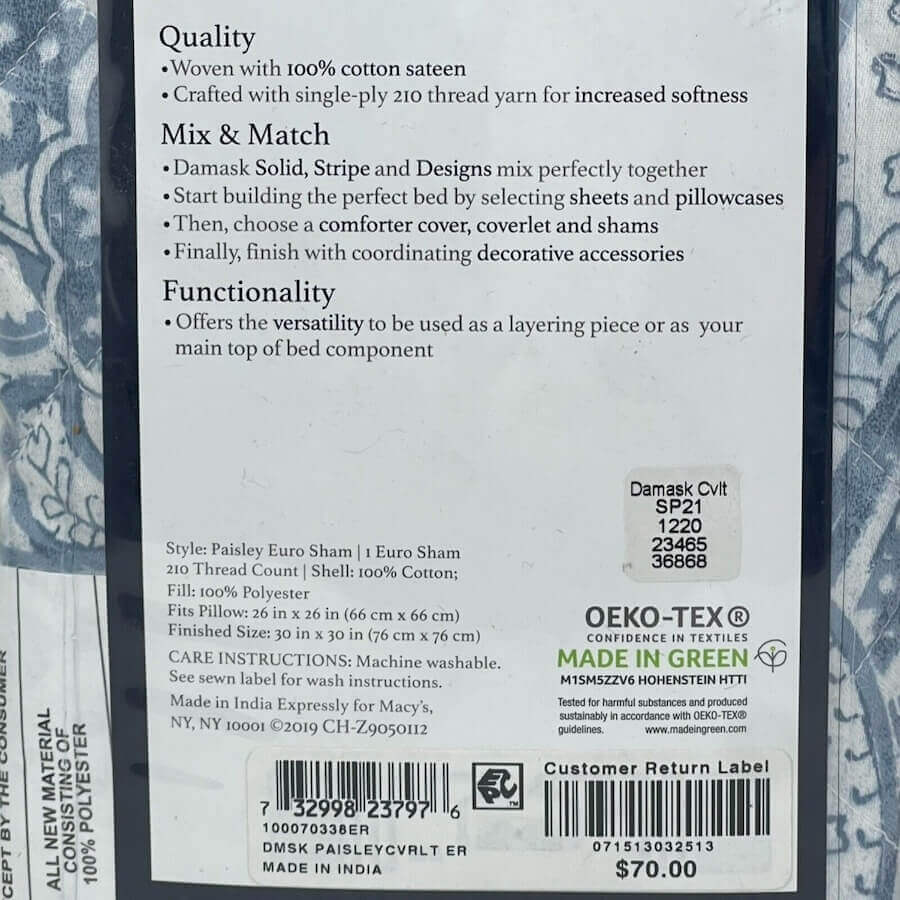 Quality
•Woven with 100% cotton sateen
•Crafted with single-ply 210 thread yarn for increased softness
Mix & Match
•Damask Solid, Stripe and Designs mix perfectly together
•Start building the perfect bed by selecting sheets and pillowcases
•Then, choose a comforter cover, coverlet and shams
•Finally, finish with coordinating decorative accessories
Functionality
•Offers the versatility to be used as a layering piece or as your
main top of bed component
Damask Cvlt
SP21
1220
23465
36868
Style: Paisley Euro Sham | 1 Euro Sham
210 Thread Count | Shell: 100% Cotton;
Fill: 100% Polyester
Fits Pillow: 26 in x 26 in (66 cm x 66 cm)
Finished Size: 30 in x 30 in (76 cm x 76 cm)
CARE INSTRUCTIONS: Machine washable.
See sewn label for wash instructions.
Made in India Expressly for Macy's,
NY, NY 10001 ©2019 CH-Z9050112
OEKO-TEX®
CONFIDENCE IN TEXTILES
MADE IN GREEN
M1SM5ZZV6 HOHENSTEIN HTTI
Tested for harmful substances and produced
sustainably in accordance with OEKO-TEX®
guidelines. www.madeingreen.com
7 32998 23797 6
100070338ER
DMSK PAISLEYCVRLT ER
MADE IN INDIA
EPC TM
Customer Return Label
071513032513
$70.00
CEPT BY THE CONSUMER
ALL NEW MATERIAL
CONSISTING OF
100% POLYESTER